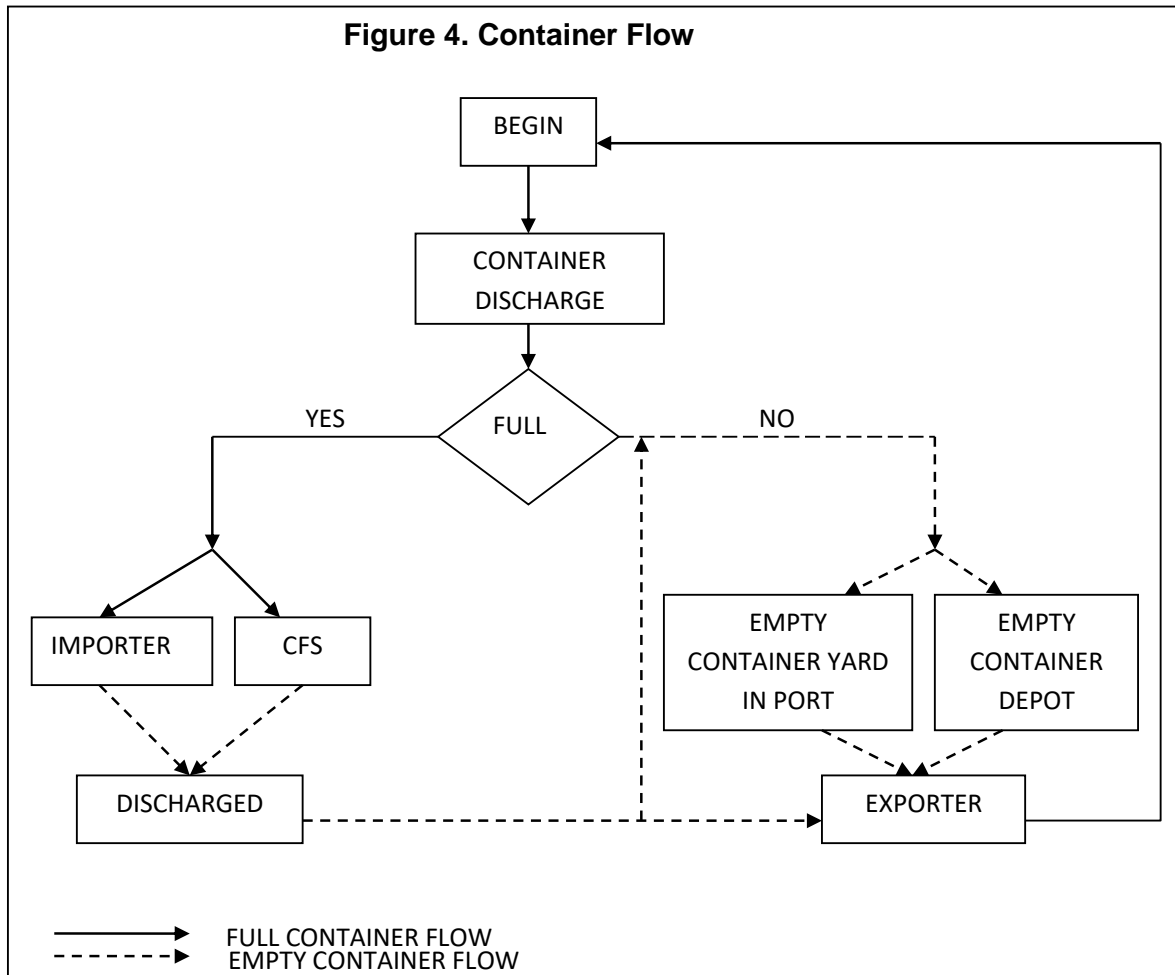 Figure 4. Container Flow
BEGIN
CONTAINER
DISCHARGE
FULL
YES
NO
IMPORTER
CFS
EMPTY
CONTAINER YARD
IN PORT
EMPTY
CONTAINER
DEPOT
DISCHARGED
EXPORTER
FULL CONTAINER FLOW
EMPTY CONTAINER FLOW